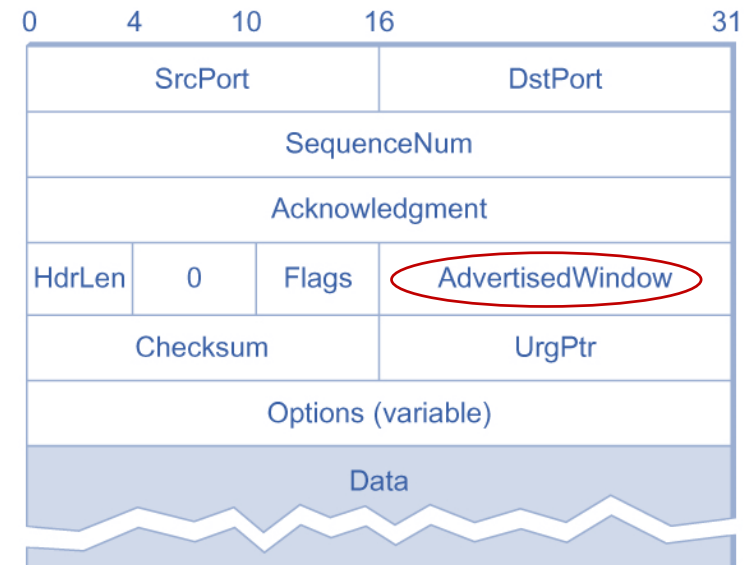 0 4 10 16 31
SrcPort DstPort
SequenceNum
Acknowledgment
HdrLen 0 Flags AdvertisedWindow
Checksum UrgPtr
Options (variable)
Data